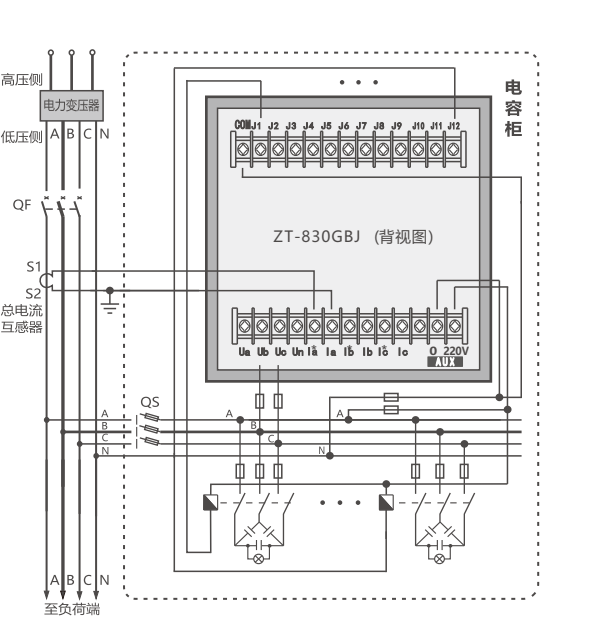 高压侧
电力变压器
低压侧 A B C N
QF
S1
S2
总电流
互感器
A B C N
至负荷端
电容柜
COM J1 J2 J3 J4 J5 J6 J7 J8 J9 J10 J11 J12
ZT-830GBJ (背视图)
Ua Ub Uc Un Ia* Ia Ib* Ib Ic* Ic 0 220V
AUX
QS
A A A
B B
C C
N N